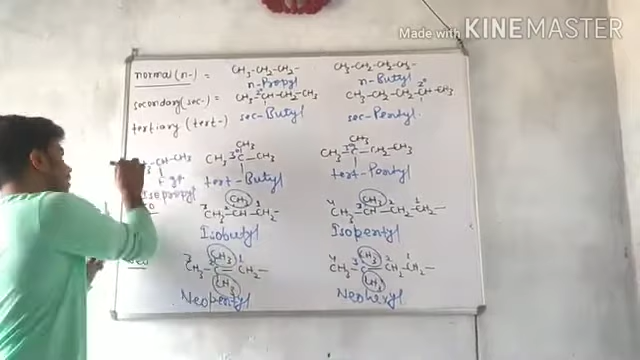 Made with KINEMASTER
normal (n-) = CH₃-CH₂-CH₂- CH₃-CH₂-CH₂-CH₂-
n-Propyl n-Butyl
secondary (sec-) = CH₃-CH-CH₂-CH₃ CH₃-CH₂-CH₂-CH-CH₃
tertiary (tert-) sec-Butyl sec-Pentyl
CH₃ CH₃
-CH-CH₃ CH₃-C-CH₃ CH₃-C-CH₂-CH₃
tert-Butyl tert-Pentyl
Isopropyl CH₃ CH₃
CH₃-CH-CH₂- CH₃-CH-CH₂-CH₂-
Isobutyl Isopentyl
CH₃ CH₃
CH₃-C-CH₂- CH₃-C-CH₂-CH₂-
CH₃ CH₃
Neopentyl Neohexyl